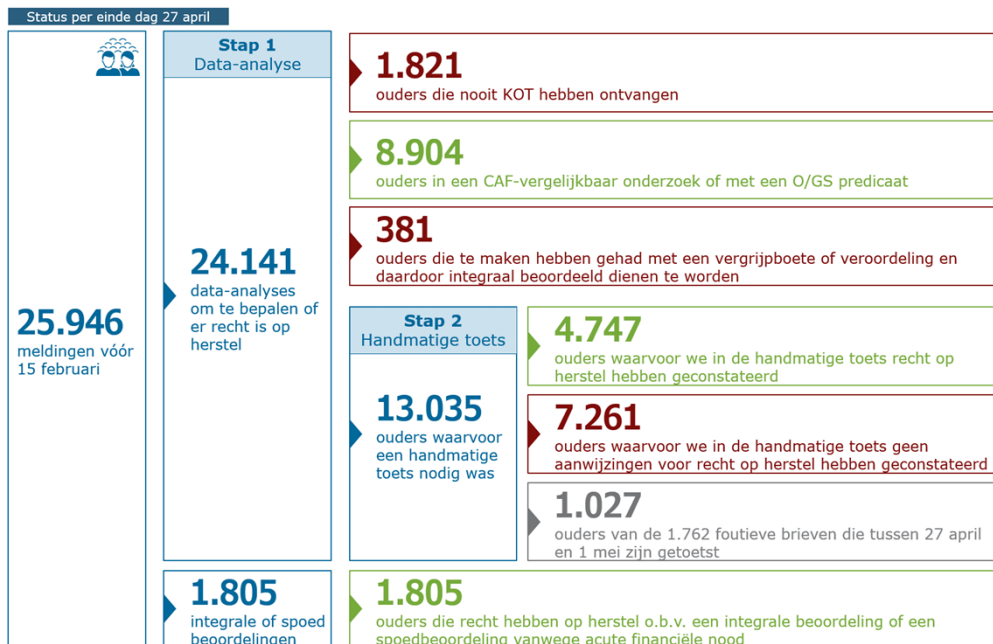 Status per einde dag 27 april
25.946
meldingen vóór
15 februari
Stap 1
Data-analyse
24.141
data-analyses
om te bepalen of
er recht is op
herstel
1.821
ouders die nooit KOT hebben ontvangen
8.904
ouders in een CAF-vergelijkbaar onderzoek of met een O/GS predicaat
381
ouders die te maken hebben gehad met een vergrijpboete of veroordeling en
daardoor integraal beoordeeld dienen te worden
Stap 2
Handmatige toets
13.035
ouders waarvoor
een handmatige
toets nodig was
4.747
ouders waarvoor we in de handmatige toets recht op
herstel hebben geconstateerd
7.261
ouders waarvoor we in de handmatige toets geen
aanwijzingen voor recht op herstel hebben geconstateerd
1.027
ouders van de 1.762 foutieve brieven die tussen 27 april
en 1 mei zijn getoetst
1.805
integrale of spoed
beoordelingen
1.805
ouders die recht hebben op herstel o.b.v. een integrale beoordeling of een
spoedbeoordeling vanwege acute financiële nood